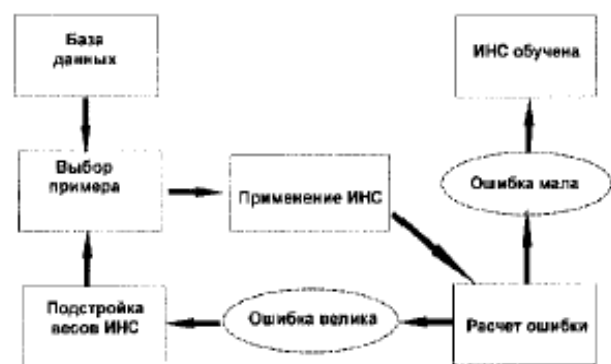 База
данных
ИНС обучена
Выбор
примера
Применение ИНС
Ошибка мала
Подстройка
весов ИНС
Ошибка велика
Расчет ошибки